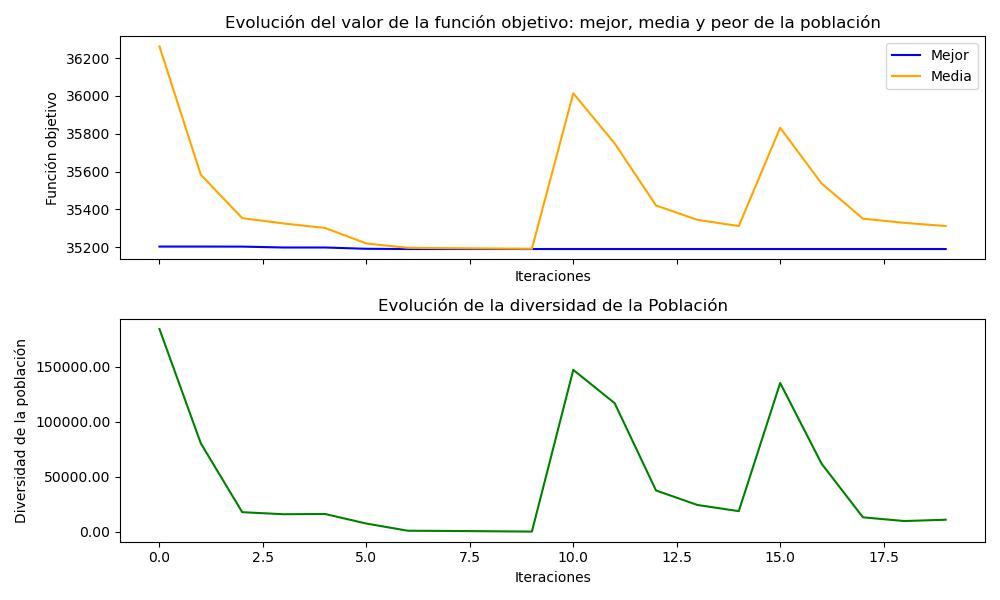 Evolución del valor de la función objetivo: mejor, media y peor de la población
Función objetivo
36200
36000
35800
35600
35400
35200
Mejor
Media
Iteraciones
Evolución de la diversidad de la Población
Diversidad de la población
150000.00
100000.00
50000.00
0.00
0.0 2.5 5.0 7.5 10.0 12.5 15.0 17.5
Iteraciones